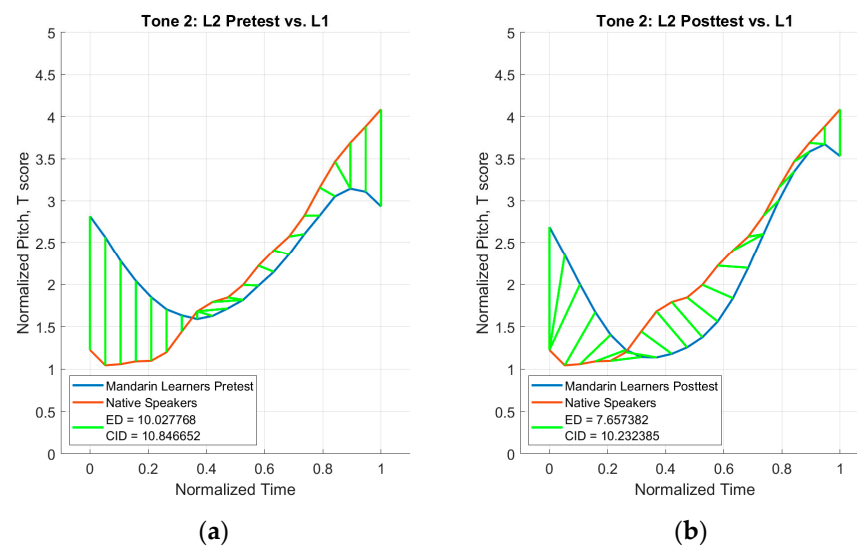 Tone 2: L2 Pretest vs. L1
5
4.5
4
3.5
3
2.5
2
1.5
1
0.5
0
Normalized Pitch, T score
Mandarin Learners Pretest
Native Speakers
ED = 10.027768
CID = 10.846652
0 0.2 0.4 0.6 0.8 1
Normalized Time
(a)
Tone 2: L2 Posttest vs. L1
5
4.5
4
3.5
3
2.5
2
1.5
1
0.5
0
Normalized Pitch, T score
Mandarin Learners Posttest
Native Speakers
ED = 7.657382
CID = 10.232385
0 0.2 0.4 0.6 0.8 1
Normalized Time
(b)